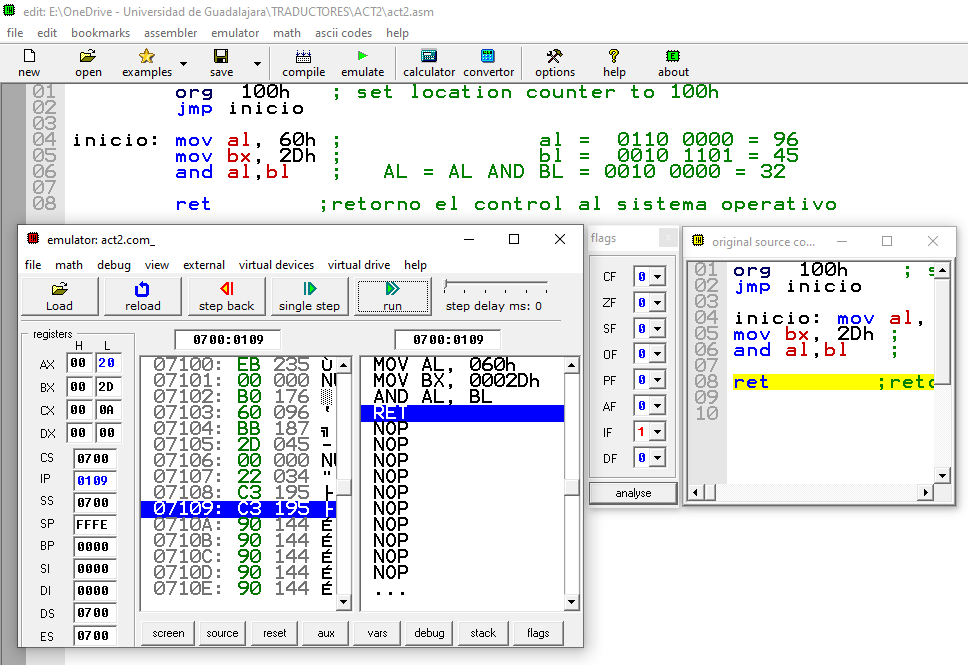 edit: E:\OneDrive - Universidad de Guadalajara\TRADUCTORES\ACT2\act2.asm
file edit bookmarks assembler emulator math ascii codes help
new open examples save compile emulate calculator convertor options help about
01 org 100h ; set location counter to 100h
02 jmp inicio
03
04 inicio: mov al, 60h ; al = 0110 0000 = 96
05 mov bx, 2Dh ; bl = 0010 1101 = 45
06 and al,bl ; AL = AL AND BL = 0010 0000 = 32
07
08 ret ;retorno el control al sistema operativo
emulator: act2.com_
file math debug view external virtual devices virtual drive help
Load reload step back single step run step delay ms: 0
registers
H L
AX 00 20
BX 00 2D
CX 00 0A
DX 00 00
CS 0700
IP 0109
SS 0700
SP FFFE
BP 0000
SI 0000
DI 0000
DS 0700
ES 0700
0700:0109
07100: EB 235 Ù
07101: 00 000 NU
07102: B0 176 ░
07103: 60 096 '
07104: BB 187 ╗
07105: 2D 045 -
07106: 00 000 NU
07107: 22 034 "
07108: C3 195 ├
07109: C3 195 ├
0710A: 90 144 É
0710B: 90 144 É
0710C: 90 144 É
0710D: 90 144 É
0710E: 90 144 É
0700:0109
MOV AL, 060h
MOV BX, 0002Dh
AND AL, BL
RET
NOP
NOP
NOP
NOP
NOP
NOP
NOP
NOP
NOP
NOP
...
screen source reset aux vars debug stack flags
flags
CF 0
ZF 0
SF 0
OF 0
PF 0
AF 0
IF 1
DF 0
analyse
original source co...
01 org 100h ; s
02 jmp inicio
03
04 inicio: mov al,
05 mov bx, 2Dh ;
06 and al,bl ;
07
08 ret ;reto
09
10